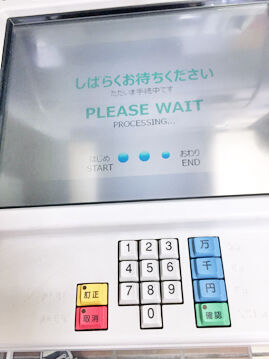 しばらくお待ちください
ただいま手続中です
PLEASE WAIT
PROCESSING...
はじめ おわり
START END
1 2 3 万
4 5 6 千
訂正 7 8 9 円
取消 0 確認